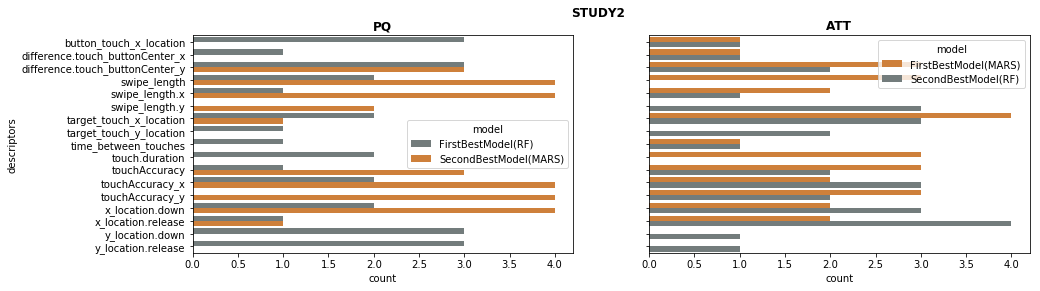 STUDY2
PQ
ATT
descriptors
button_touch_x_location
difference.touch_buttonCenter_x
difference.touch_buttonCenter_y
swipe_length
swipe_length.x
swipe_length.y
target_touch_x_location
target_touch_y_location
time_between_touches
touch.duration
touchAccuracy
touchAccuracy_x
touchAccuracy_y
x_location.down
x_location.release
y_location.down
y_location.release
model
FirstBestModel(RF)
SecondBestModel(MARS)
0.0 0.5 1.0 1.5 2.0 2.5 3.0 3.5 4.0
count
model
FirstBestModel(MARS)
SecondBestModel(RF)
0.0 0.5 1.0 1.5 2.0 2.5 3.0 3.5 4.0
count